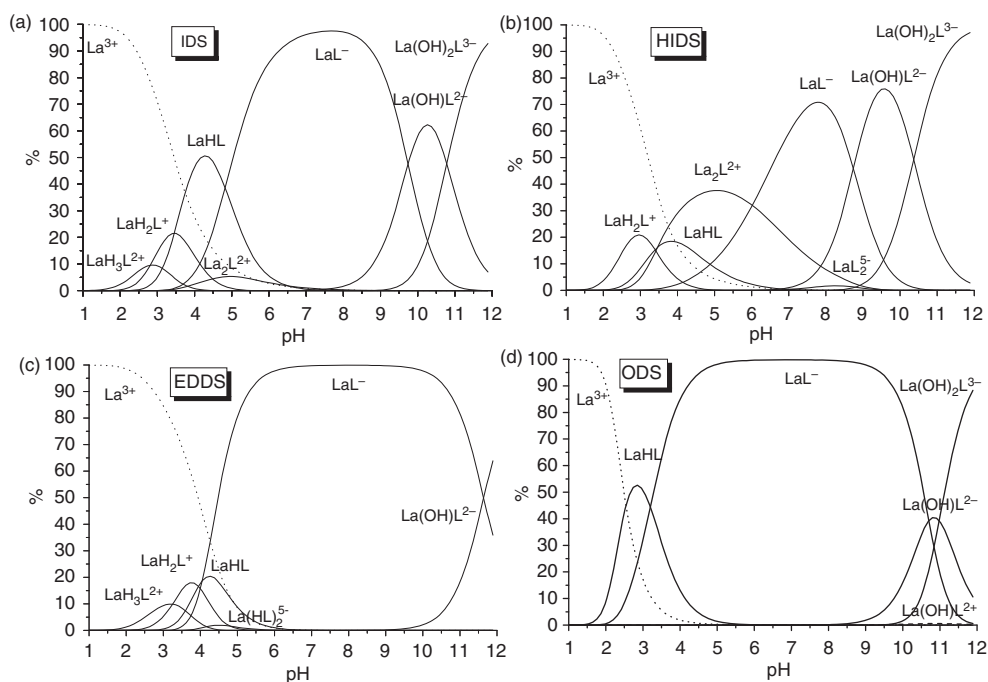 (a)
IDS
100
90
80
70
60
50
40
30
20
10
0
%
La³⁺
LaH₃L²⁺
LaH₂L⁺
LaHL
La₂L²⁺
LaL⁻
La(OH)L²⁻
La(OH)₂L³⁻
1 2 3 4 5 6 7 8 9 10 11 12
pH
(b)
HIDS
100
90
80
70
60
50
40
30
20
10
0
%
La³⁺
LaH₂L⁺
LaHL
La₂L²⁺
LaL⁻
LaL₂⁵⁻
La(OH)L²⁻
La(OH)₂L³⁻
1 2 3 4 5 6 7 8 9 10 11 12
pH
(c)
EDDS
100
90
80
70
60
50
40
30
20
10
0
%
La³⁺
LaH₃L²⁺
LaH₂L⁺
LaHL
La(HL)₂⁵⁻
LaL⁻
La(OH)L²⁻
1 2 3 4 5 6 7 8 9 10 11 12
pH
(d)
ODS
100
90
80
70
60
50
40
30
20
10
0
%
La³⁺
LaHL
LaL⁻
La(OH)₂L³⁻
La(OH)L²⁻
La(OH)L²⁺
1 2 3 4 5 6 7 8 9 10 11 12
pH